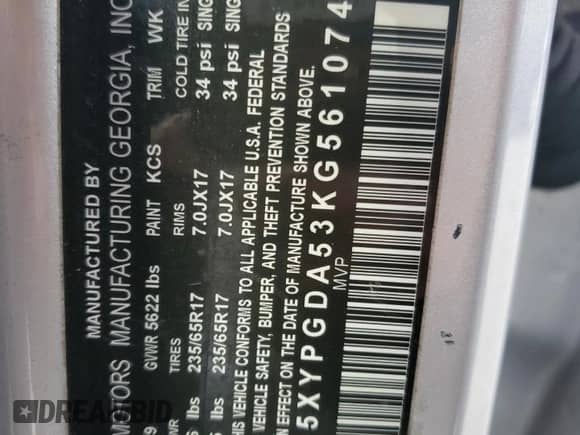 MANUFACTURED BY
MOTORS MANUFACTURING GEORGIA, INC
9 GVWR 5622 lbs PAINT KCS TRIM WK
TIRES RIMS COLD TIRE IN
lbs 235/65R17 7.0JX17 34 psi SING
lbs 235/65R17 7.0JX17 34 psi SING
VEHICLE CONFORMS TO ALL APPLICABLE U.S.A. FEDERAL
VEHICLE SAFETY, BUMPER, AND THEFT PREVENTION STANDARDS
N EFFECT ON THE DATE OF MANUFACTURE SHOWN ABOVE.
5XYPGDA53KG561074
MVP
DREAMBID